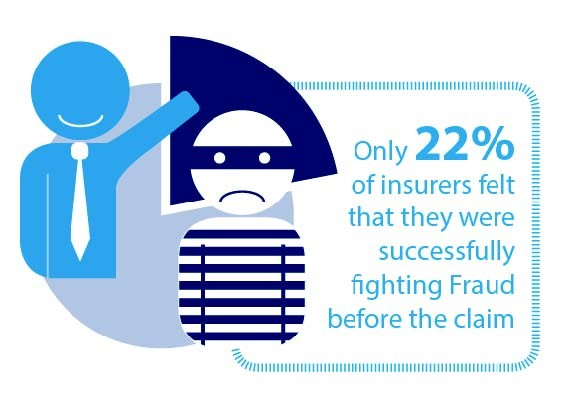 Only 22%
of insurers felt
that they were
successfully
fighting Fraud
before the claim